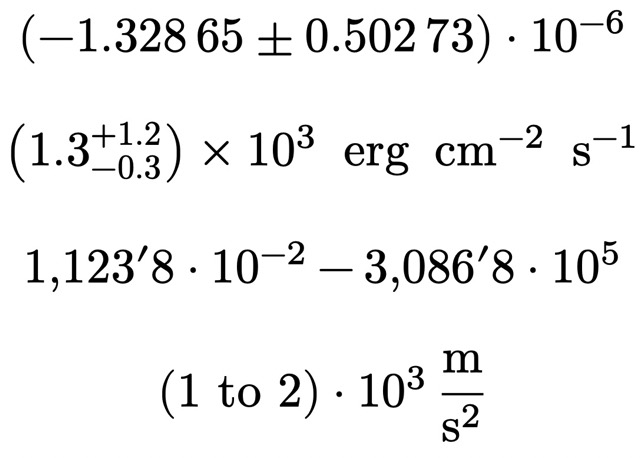 (−1.328 65 ± 0.502 73) · 10⁻⁶
(1.3⁺¹·²₋₀.₃) × 10³ erg cm⁻² s⁻¹
1,123′8 · 10⁻² − 3,086′8 · 10⁵
(1 to 2) · 10³ m/s²